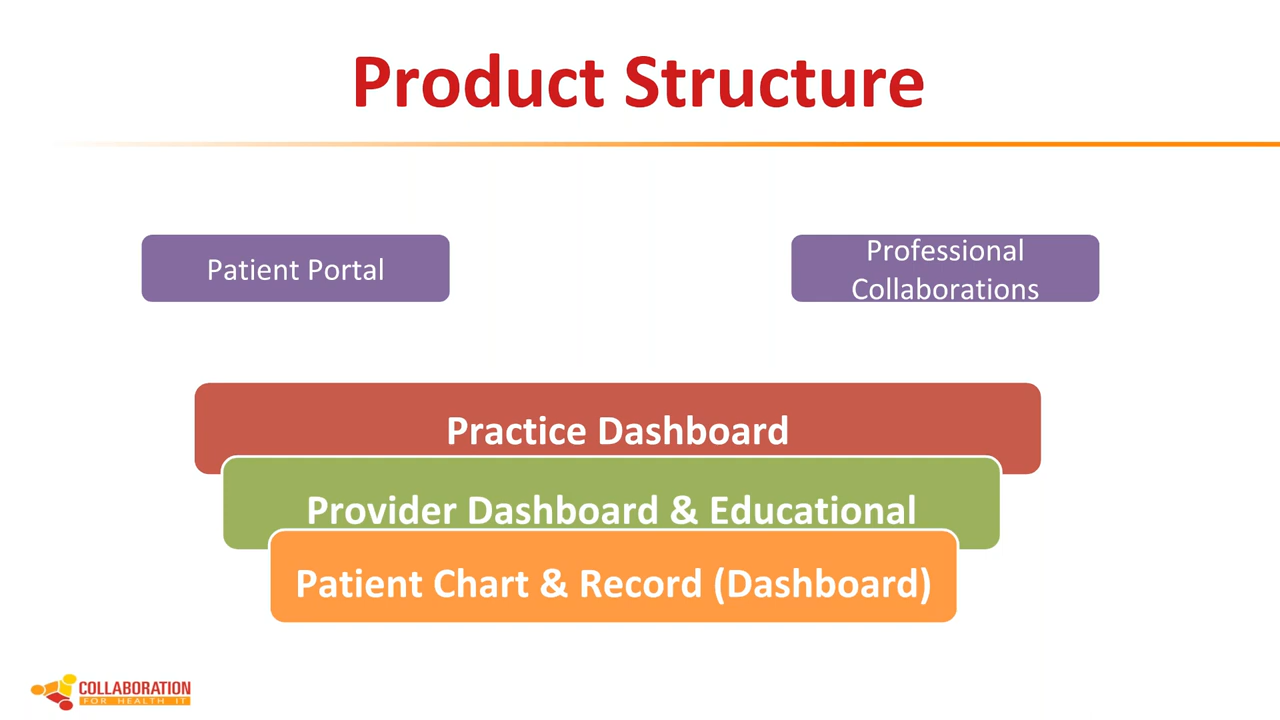 Product Structure
Patient Portal
Professional
Collaborations
Practice Dashboard
Provider Dashboard & Educational
Patient Chart & Record (Dashboard)
COLLABORATION
FOR HEALTH IT